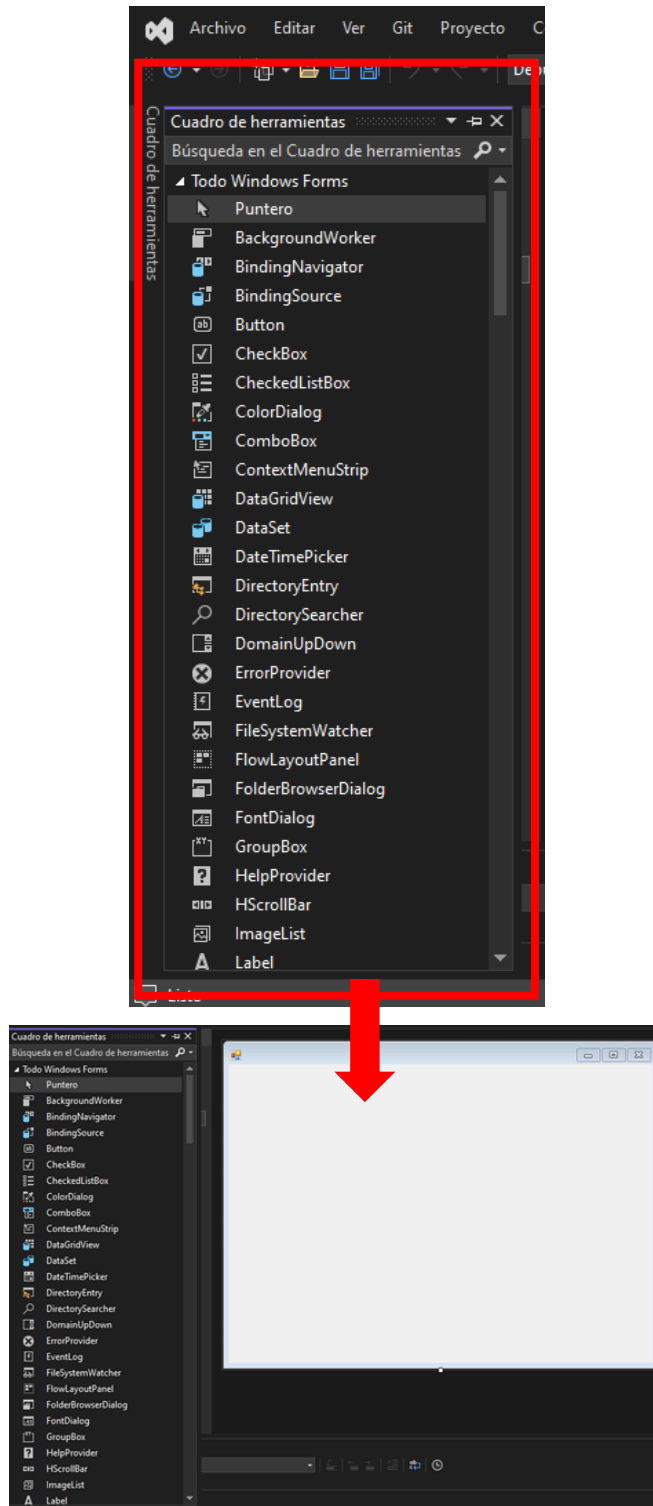 Archivo Editar Ver Git Proyecto C
Cuadro de herramientas
Cuadro de herramientas
Búsqueda en el Cuadro de herramientas
Todo Windows Forms
Puntero
BackgroundWorker
BindingNavigator
BindingSource
Button
CheckBox
CheckedListBox
ColorDialog
ComboBox
ContextMenuStrip
DataGridView
DataSet
DateTimePicker
DirectoryEntry
DirectorySearcher
DomainUpDown
ErrorProvider
EventLog
FileSystemWatcher
FlowLayoutPanel
FolderBrowserDialog
FontDialog
GroupBox
HelpProvider
HScrollBar
ImageList
Label
Cuadro de herramientas
Búsqueda en el Cuadro de herramientas
Todo Windows Forms
Puntero
BackgroundWorker
BindingNavigator
BindingSource
Button
CheckBox
CheckedListBox
ColorDialog
ComboBox
ContextMenuStrip
DataGridView
DataSet
DateTimePicker
DirectoryEntry
DirectorySearcher
DomainUpDown
ErrorProvider
EventLog
FileSystemWatcher
FlowLayoutPanel
FolderBrowserDialog
FontDialog
GroupBox
HelpProvider
HScrollBar
ImageList
Label